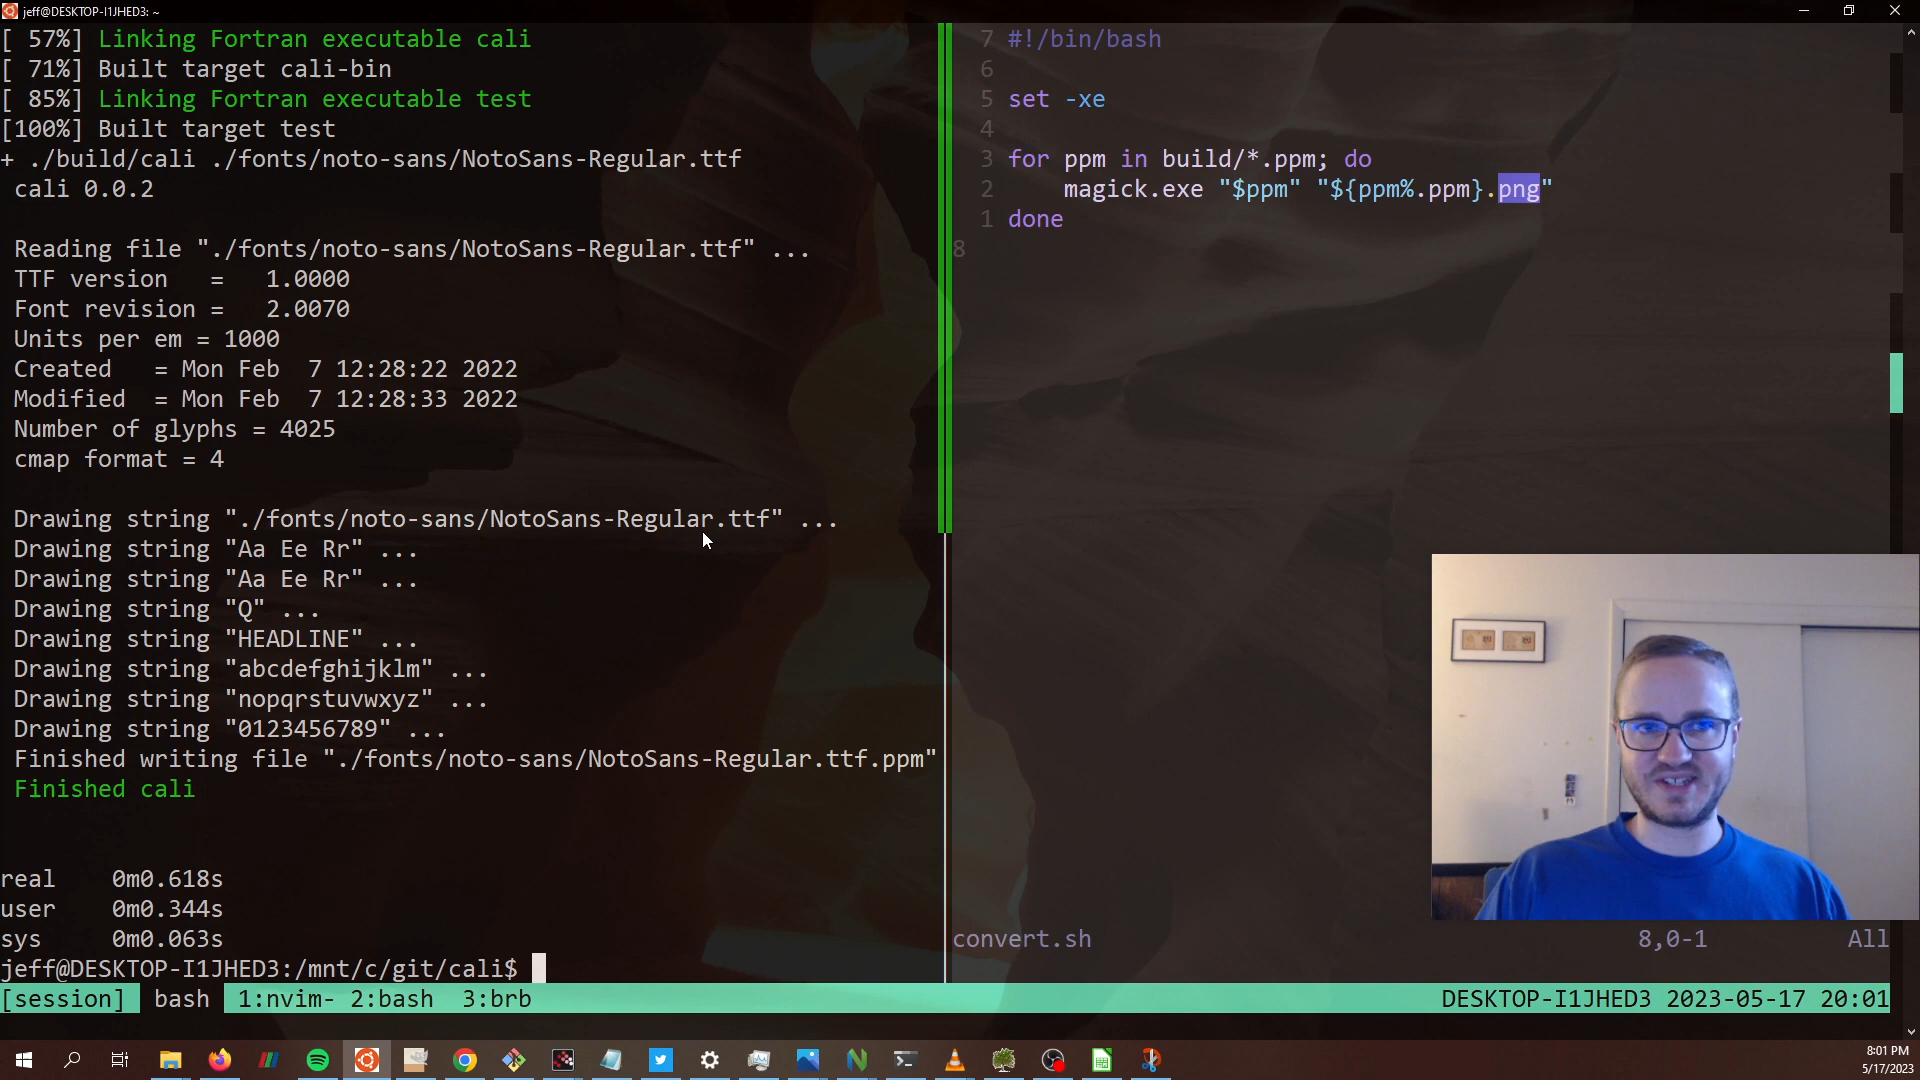 jeff@DESKTOP-I1JHED3: ~
[ 57%] Linking Fortran executable cali
[ 71%] Built target cali-bin
[ 85%] Linking Fortran executable test
[100%] Built target test
+ ./build/cali ./fonts/noto-sans/NotoSans-Regular.ttf
cali 0.0.2
Reading file "./fonts/noto-sans/NotoSans-Regular.ttf" ...
TTF version   =   1.0000
Font revision =   2.0070
Units per em = 1000
Created   = Mon Feb  7 12:28:22 2022
Modified  = Mon Feb  7 12:28:33 2022
Number of glyphs = 4025
cmap format = 4
Drawing string "./fonts/noto-sans/NotoSans-Regular.ttf" ...
Drawing string "Aa Ee Rr" ...
Drawing string "Aa Ee Rr" ...
Drawing string "Q" ...
Drawing string "HEADLINE" ...
Drawing string "abcdefghijklm" ...
Drawing string "nopqrstuvwxyz" ...
Drawing string "0123456789" ...
Finished writing file "./fonts/noto-sans/NotoSans-Regular.ttf.ppm"
Finished cali
real    0m0.618s
user    0m0.344s
sys     0m0.063s
jeff@DESKTOP-I1JHED3:/mnt/c/git/cali$
7 #!/bin/bash
6
5 set -xe
4
3 for ppm in build/*.ppm; do
2     magick.exe "$ppm" "${ppm%.ppm}.png"
1 done
8
convert.sh 8,0-1 All
[session] bash 1:nvim- 2:bash  3:brb DESKTOP-I1JHED3 2023-05-17 20:01
8:01 PM
5/17/2023